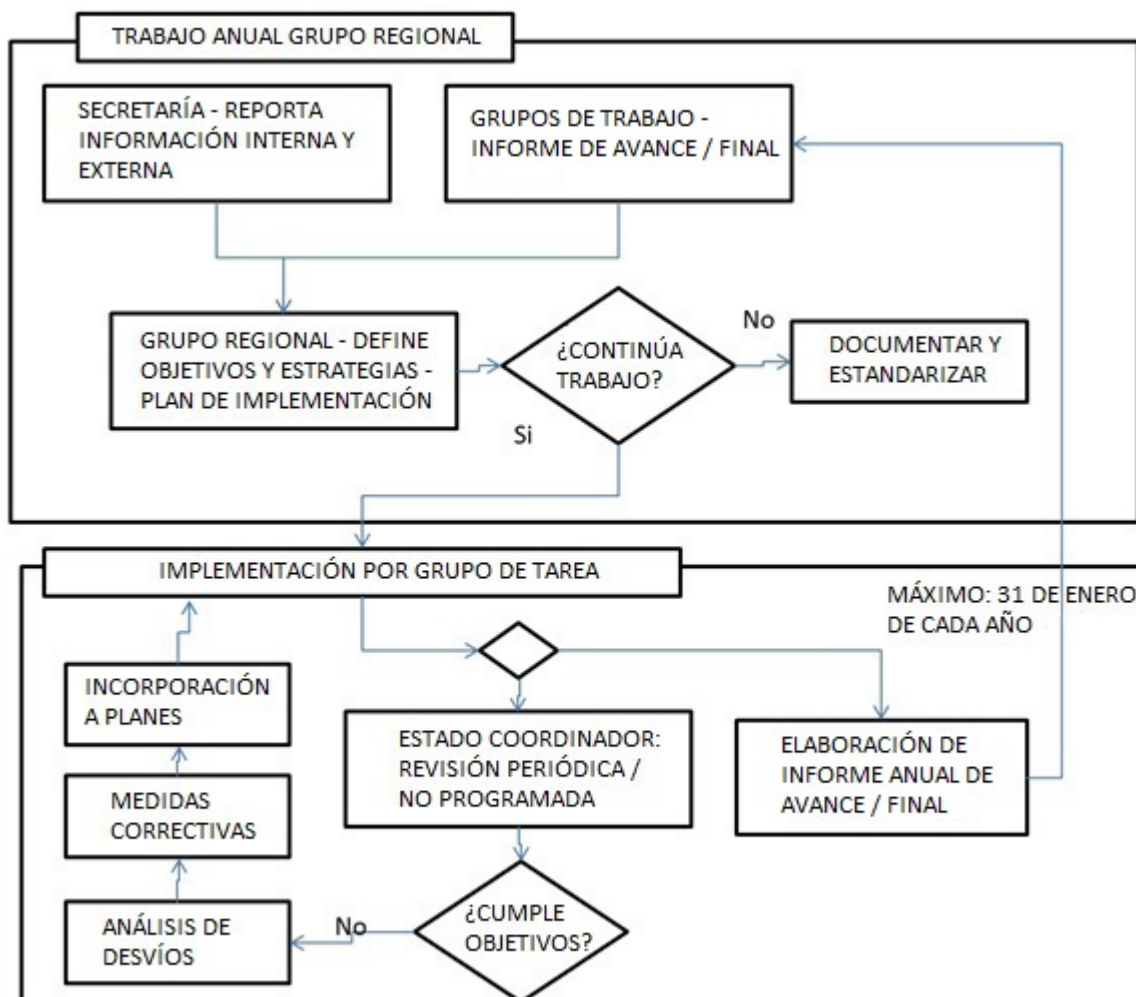 TRABAJO ANUAL GRUPO REGIONAL
SECRETARÍA - REPORTA
INFORMACIÓN INTERNA Y
EXTERNA
GRUPOS DE TRABAJO -
INFORME DE AVANCE / FINAL
GRUPO REGIONAL - DEFINE
OBJETIVOS Y ESTRATEGIAS -
PLAN DE IMPLEMENTACIÓN
¿CONTINÚA
TRABAJO?
No
DOCUMENTAR Y
ESTANDARIZAR
Si
IMPLEMENTACIÓN POR GRUPO DE TAREA
MÁXIMO: 31 DE ENERO
DE CADA AÑO
INCORPORACIÓN
A PLANES
ESTADO COORDINADOR:
REVISIÓN PERIÓDICA /
NO PROGRAMADA
ELABORACIÓN DE
INFORME ANUAL DE
AVANCE / FINAL
MEDIDAS
CORRECTIVAS
ANÁLISIS DE
DESVÍOS
No
¿CUMPLE
OBJETIVOS?